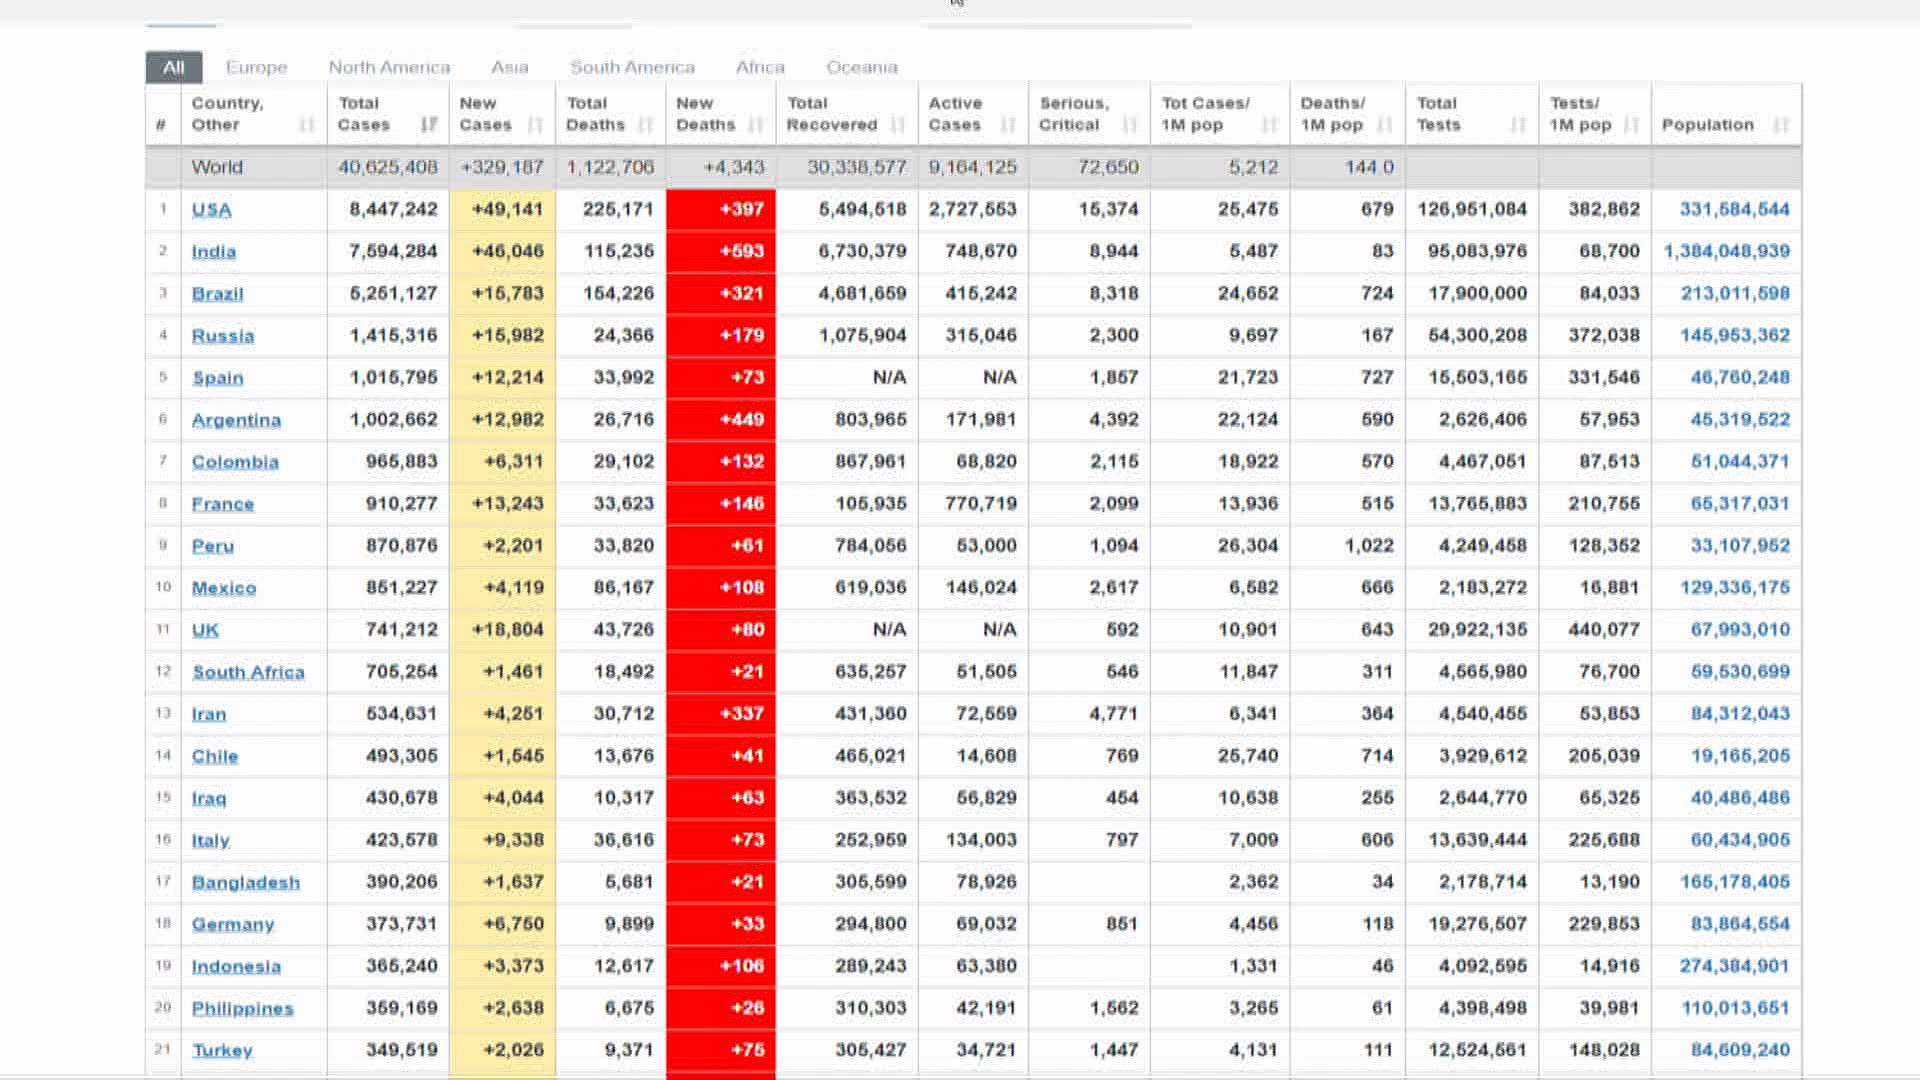 All Europe North America Asia South America Africa Oceania
# Country, Other Total Cases New Cases Total Deaths New Deaths Total Recovered Active Cases Serious, Critical Tot Cases/ 1M pop Deaths/ 1M pop Total Tests Tests/ 1M pop Population
World 40,625,408 +329,187 1,122,706 +4,343 30,338,577 9,164,125 72,650 5,212 144.0
1 USA 8,447,242 +49,141 225,171 +397 5,494,518 2,727,553 15,374 25,475 679 126,951,084 382,862 331,584,544
2 India 7,594,284 +46,046 115,235 +593 6,730,379 748,670 8,944 5,487 83 95,083,976 68,700 1,384,048,939
3 Brazil 5,251,127 +15,783 154,226 +321 4,681,659 415,242 8,318 24,652 724 17,900,000 84,033 213,011,598
4 Russia 1,415,316 +15,982 24,366 +179 1,075,904 315,046 2,300 9,697 167 54,300,208 372,038 145,953,362
5 Spain 1,015,795 +12,214 33,992 +73 N/A N/A 1,857 21,723 727 15,503,165 331,546 46,760,248
6 Argentina 1,002,662 +12,982 26,716 +449 803,965 171,981 4,392 22,124 590 2,626,406 57,953 45,319,522
7 Colombia 965,883 +6,311 29,102 +132 867,961 68,820 2,115 18,922 570 4,467,051 87,513 51,044,371
8 France 910,277 +13,243 33,623 +146 105,935 770,719 2,099 13,936 515 13,765,883 210,755 65,317,031
9 Peru 870,876 +2,201 33,820 +61 784,056 53,000 1,094 26,304 1,022 4,249,458 128,352 33,107,952
10 Mexico 851,227 +4,119 86,167 +108 619,036 146,024 2,617 6,582 666 2,183,272 16,881 129,336,175
11 UK 741,212 +18,804 43,726 +80 N/A N/A 592 10,901 643 29,922,135 440,077 67,993,010
12 South Africa 705,254 +1,461 18,492 +21 635,257 51,505 546 11,847 311 4,565,980 76,700 59,530,699
13 Iran 534,631 +4,251 30,712 +337 431,360 72,559 4,771 6,341 364 4,540,455 53,853 84,312,043
14 Chile 493,305 +1,545 13,676 +41 465,021 14,608 769 25,740 714 3,929,612 205,039 19,165,205
15 Iraq 430,678 +4,044 10,317 +63 363,532 56,829 454 10,638 255 2,644,770 65,325 40,486,486
16 Italy 423,578 +9,338 36,616 +73 252,959 134,003 797 7,009 606 13,639,444 225,688 60,434,905
17 Bangladesh 390,206 +1,637 5,681 +21 305,599 78,926 2,362 34 2,178,714 13,190 165,178,405
18 Germany 373,731 +6,750 9,899 +33 294,800 69,032 851 4,456 118 19,276,507 229,853 83,864,554
19 Indonesia 365,240 +3,373 12,617 +106 289,243 63,380 1,331 46 4,092,595 14,916 274,384,901
20 Philippines 359,169 +2,638 6,675 +26 310,303 42,191 1,562 3,265 61 4,398,498 39,981 110,013,651
21 Turkey 349,519 +2,026 9,371 +75 305,427 34,721 1,447 4,131 111 12,524,561 148,028 84,609,240